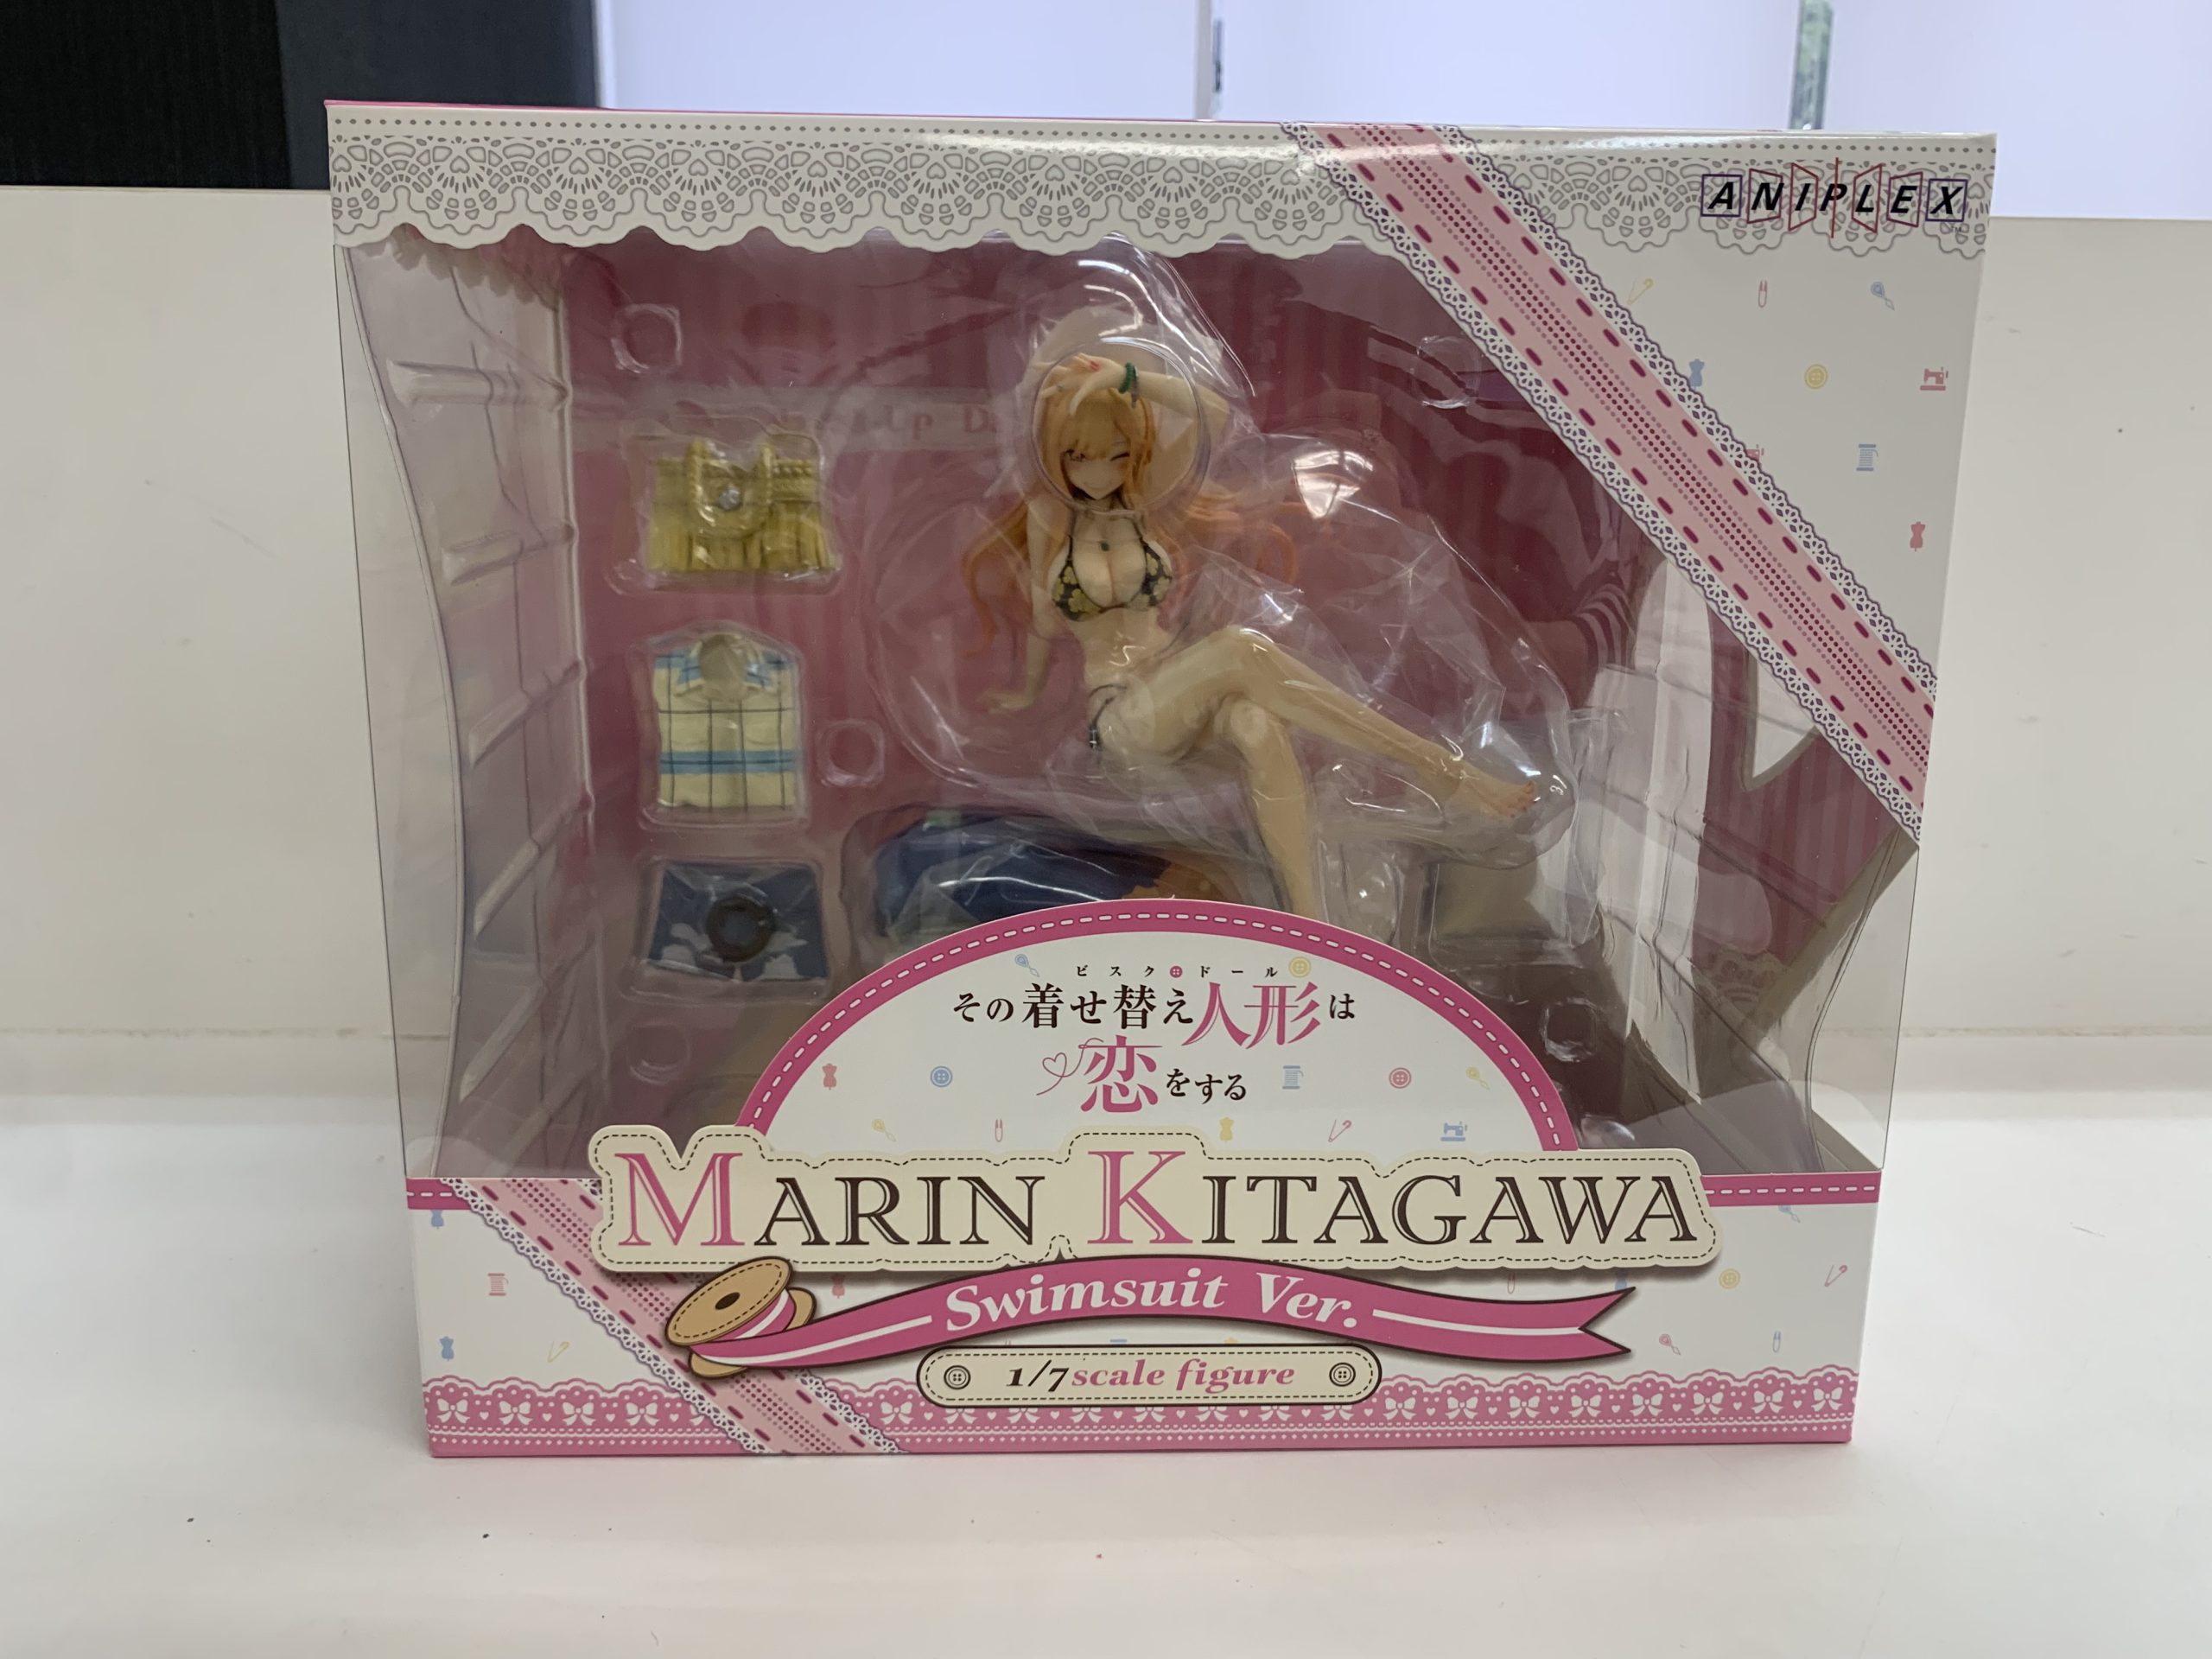 ANIPLEX
ビスク・ドール
その着せ替え人形は
恋をする
MARIN KITAGAWA
Swimsuit Ver.
1/7 scale figure